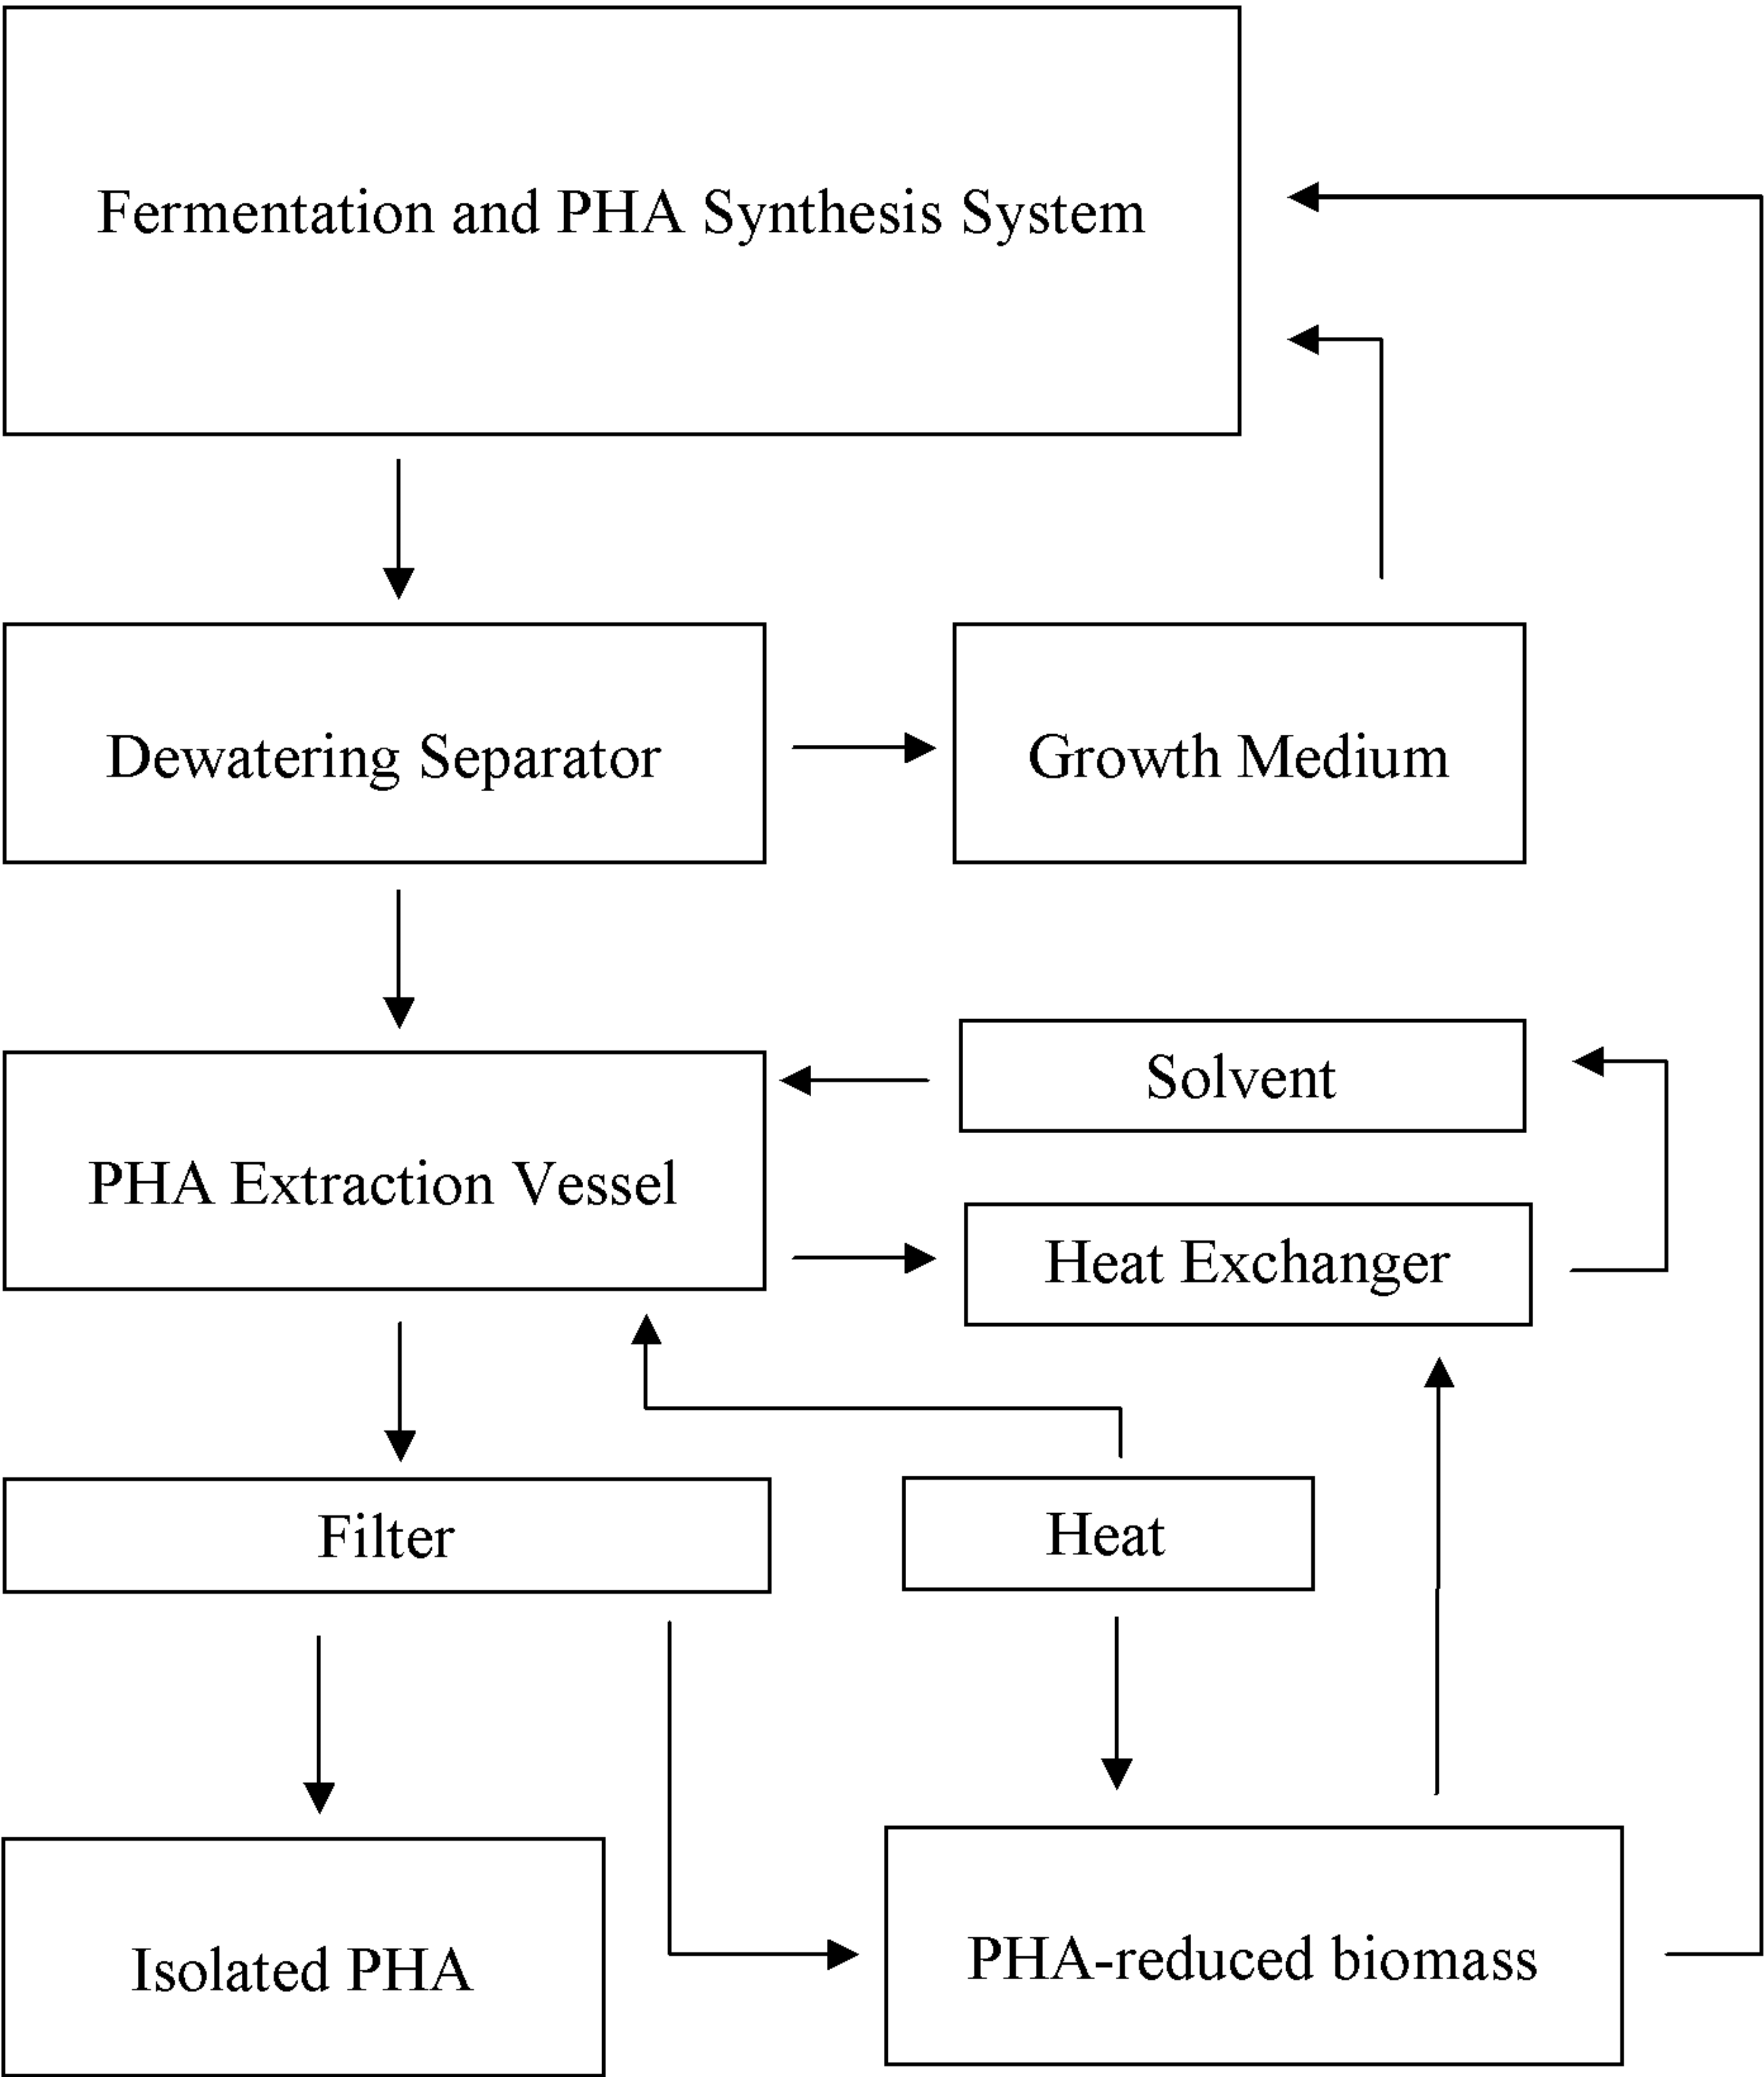 Fermentation and PHA Synthesis System
Dewatering Separator
Growth Medium
Solvent
PHA Extraction Vessel
Heat Exchanger
Filter
Heat
Isolated PHA
PHA-reduced biomass